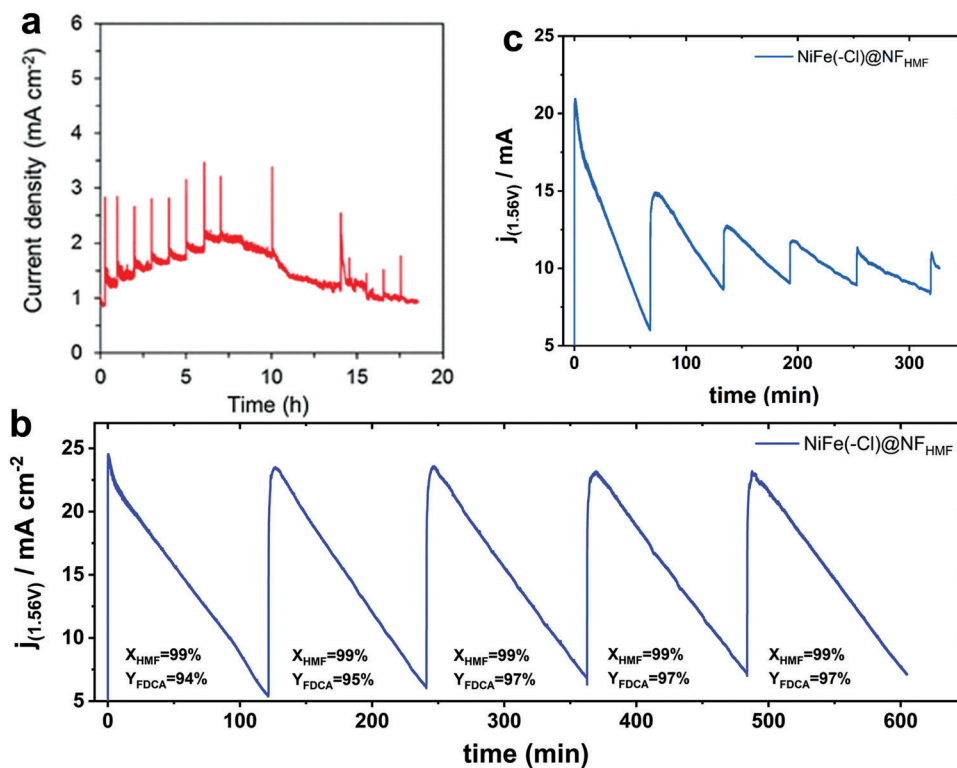 a
Current density (mA cm-2)
6
5
4
3
2
1
0
0
5
10
15
20
Time (h)
c
NiFe(-Cl)@NFHMF
j(1.56V) / mA
25
20
15
10
5
0
100
200
300
time (min)
b
NiFe(-Cl)@NFHMF
j(1.56V) / mA cm-2
25
20
15
10
5
XHMF=99%
YFDCA=94%
XHMF=99%
YFDCA=95%
XHMF=99%
YFDCA=97%
XHMF=99%
YFDCA=97%
XHMF=99%
YFDCA=97%
0
100
200
300
400
500
600
time (min)